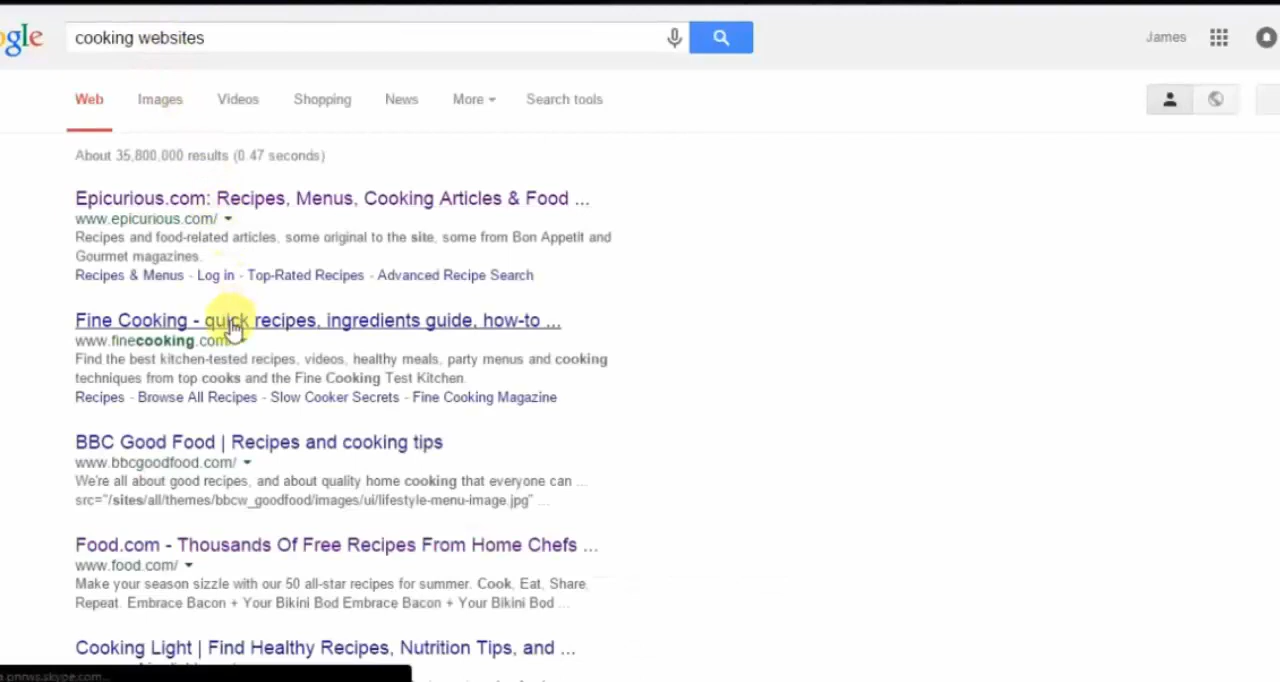 ogle
cooking websites
James
Web Images Videos Shopping News More Search tools
About 35,800,000 results (0.47 seconds)
Epicurious.com: Recipes, Menus, Cooking Articles & Food ...
www.epicurious.com/
Recipes and food-related articles, some original to the site, some from Bon Appetit and
Gourmet magazines.
Recipes & Menus - Log in - Top-Rated Recipes - Advanced Recipe Search
Fine Cooking - quick recipes, ingredients guide, how-to ...
www.finecooking.com/
Find the best kitchen-tested recipes, videos, healthy meals, party menus and cooking
techniques from top cooks and the Fine Cooking Test Kitchen.
Recipes - Browse All Recipes - Slow Cooker Secrets - Fine Cooking Magazine
BBC Good Food | Recipes and cooking tips
www.bbcgoodfood.com/
We're all about good recipes, and about quality home cooking that everyone can ...
src="/sites/all/themes/bbcw_goodfood/images/ui/lifestyle-menu-image.jpg" ...
Food.com - Thousands Of Free Recipes From Home Chefs ...
www.food.com/
Make your season sizzle with our 50 all-star recipes for summer. Cook, Eat, Share,
Repeat. Embrace Bacon + Your Bikini Bod Embrace Bacon + Your Bikini Bod ...
Cooking Light | Find Healthy Recipes, Nutrition Tips, and ...
a.pnrws.skype.com...